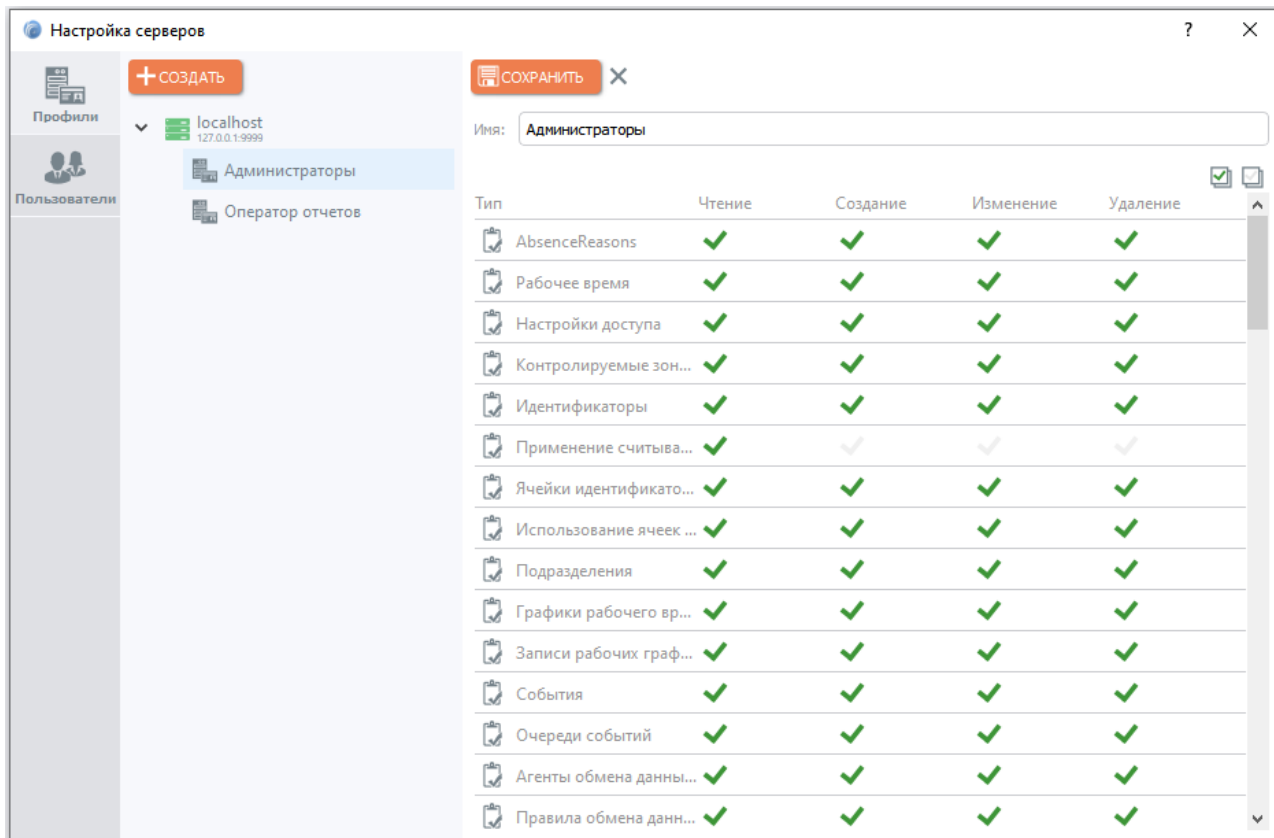 Настройка серверов
?
Профили
Пользователи
СОЗДАТЬ
localhost
127.0.0.1:9999
Администраторы
Оператор отчетов
СОХРАНИТЬ
Имя: Администраторы
Тип Чтение Создание Изменение Удаление
AbsenceReasons
Рабочее время
Настройки доступа
Контролируемые зон...
Идентификаторы
Применение считыва...
Ячейки идентификато...
Использование ячеек ...
Подразделения
Графики рабочего вр...
Записи рабочих граф...
События
Очереди событий
Агенты обмена данны...
Правила обмена данн...